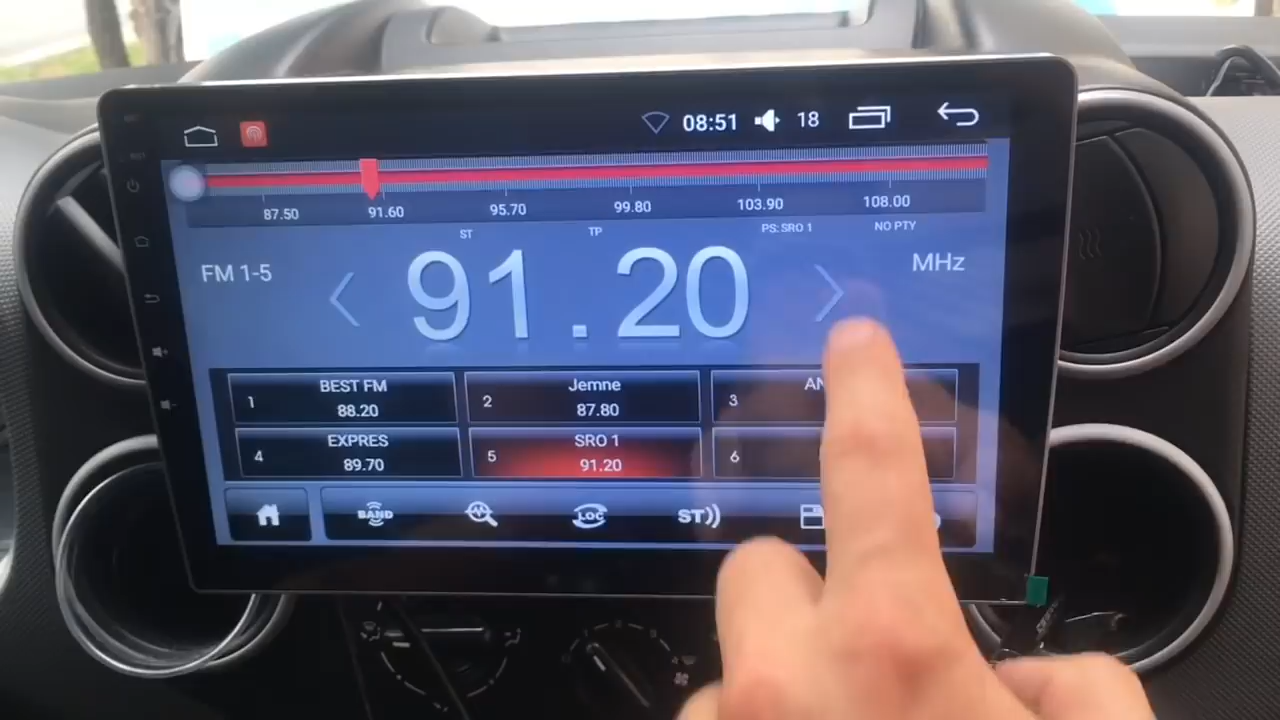 08:51 18
87.50 91.60 95.70 99.80 103.90 108.00
ST TP PS: SRO 1 NO PTY
FM 1-5 91.20 MHz
1 BEST FM 88.20
2 Jemne 87.80
3
4 EXPRES 89.70
5 SRO 1 91.20
6
BAND LOC ST